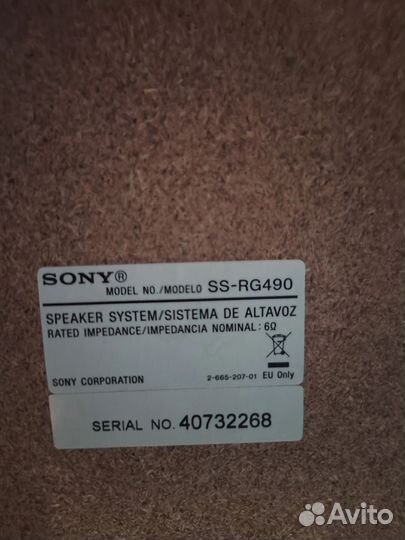 SONY®
MODEL NO./MODELO SS-RG490
SPEAKER SYSTEM/SISTEMA DE ALTAVOZ
RATED IMPEDANCE/IMPEDANCIA NOMINAL : 6Ω
SONY CORPORATION 2-665-207-01 EU Only
SERIAL NO. 40732268
Avito